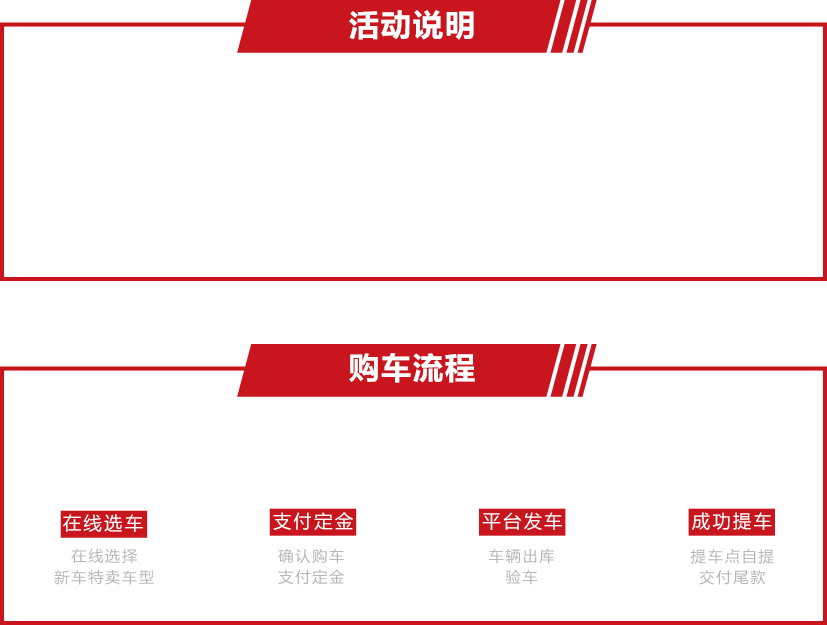 活动说明
购车流程
在线选车
在线选择
新车特卖车型
支付定金
确认购车
支付定金
平台发车
车辆出库
验车
成功提车
提车点自提
交付尾款